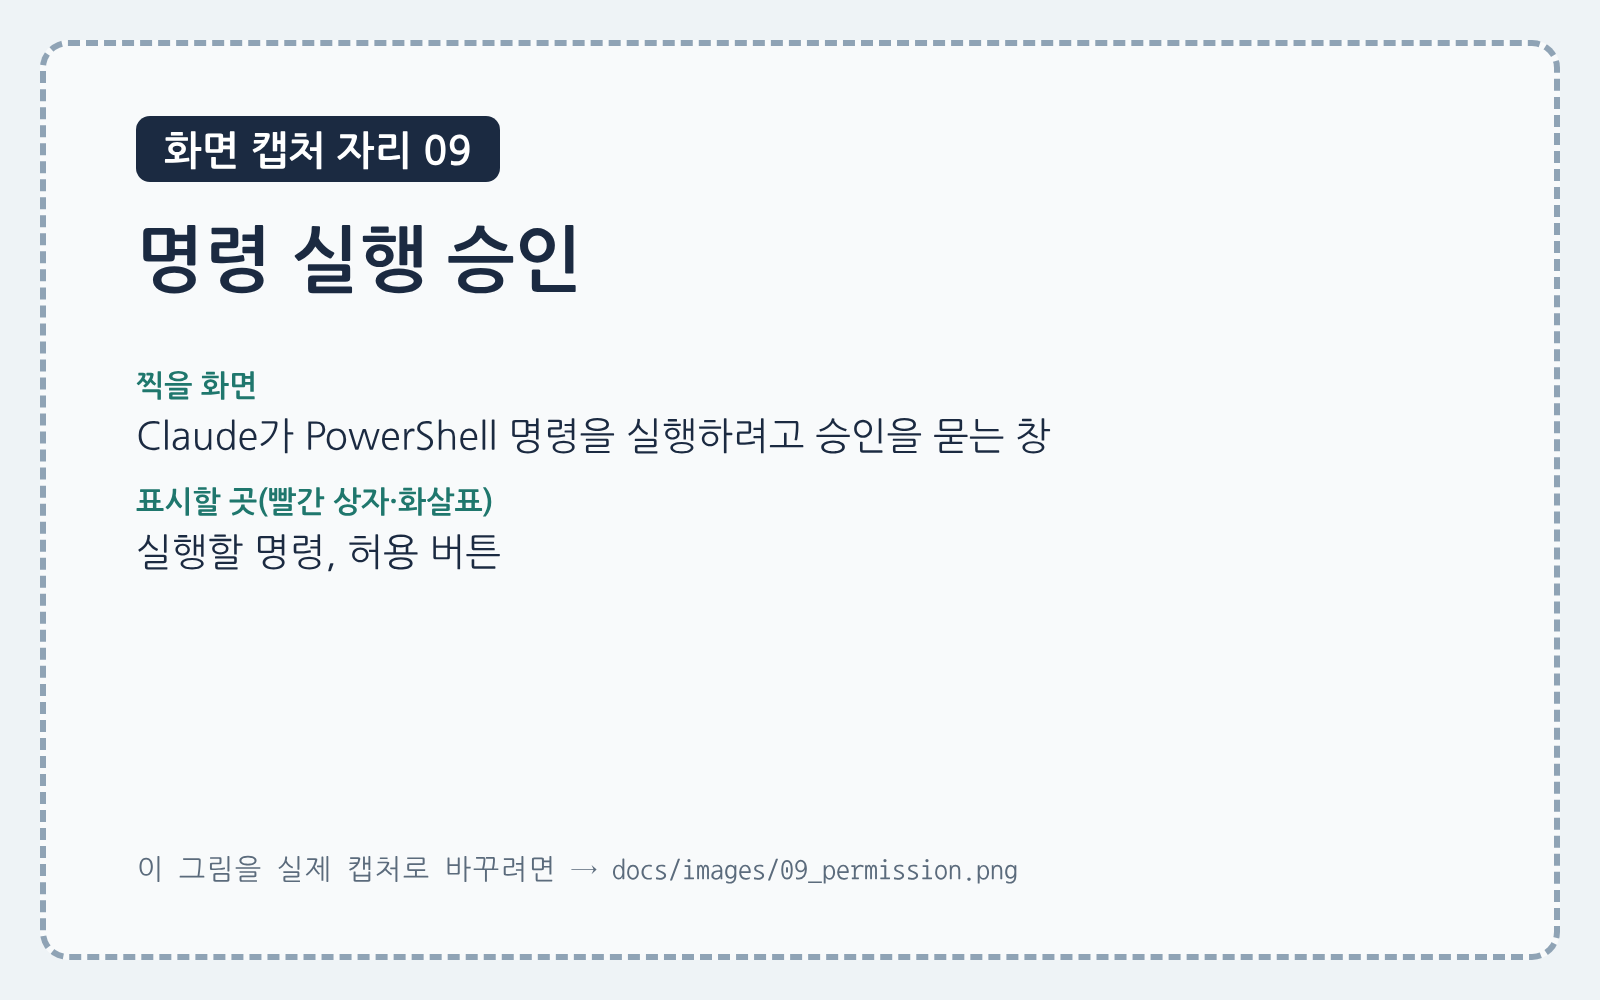 화면 캡처 자리 09
명령 실행 승인
찍을 화면
Claude가 PowerShell 명령을 실행하려고 승인을 묻는 창
표시할 곳(빨간 상자·화살표)
실행할 명령, 허용 버튼
이 그림을 실제 캡처로 바꾸려면 → docs/images/09_permission.png